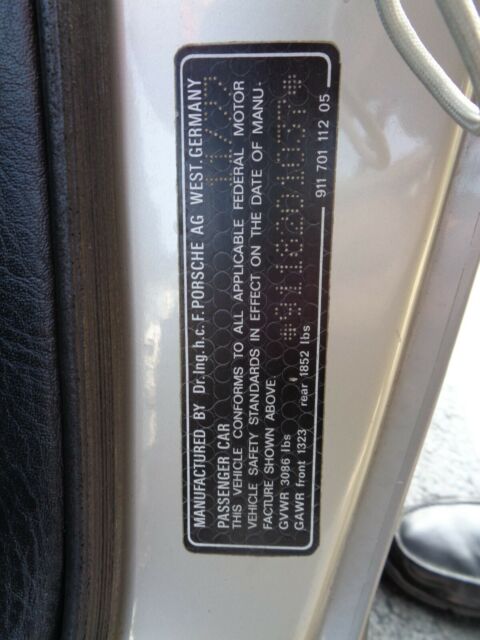 MANUFACTURED BY Dr.Ing.h.c.F.PORSCHE AG WEST.GERMANY
PASSENGER CAR
THIS VEHICLE CONFORMS TO ALL APPLICABLE FEDERAL MOTOR
VEHICLE SAFETY STANDARDS IN EFFECT ON THE DATE OF MANU-
FACTURE SHOWN ABOVE
GVWR 3086 lbs
GAWR front 1323 rear 1852 lbs
911 701 112 05